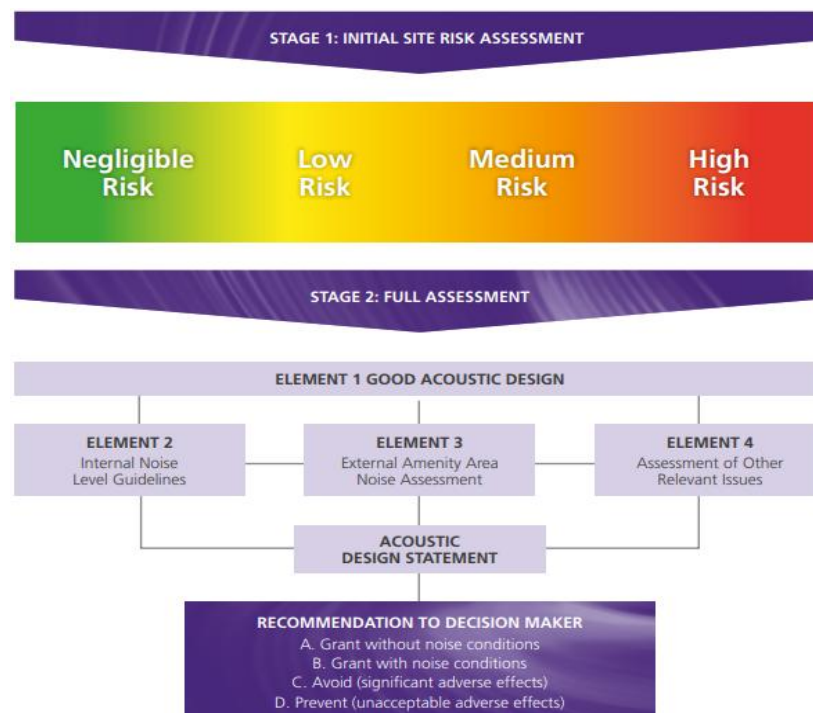 STAGE 1: INITIAL SITE RISK ASSESSMENT
Negligible Risk
Low Risk
Medium Risk
High Risk
STAGE 2: FULL ASSESSMENT
ELEMENT 1 GOOD ACOUSTIC DESIGN
ELEMENT 2
Internal Noise
Level Guidelines
ELEMENT 3
External Amenity Area
Noise Assessment
ELEMENT 4
Assessment of Other
Relevant Issues
ACOUSTIC
DESIGN STATEMENT
RECOMMENDATION TO DECISION MAKER
A. Grant without noise conditions
B. Grant with noise conditions
C. Avoid (significant adverse effects)
D. Prevent (unacceptable adverse effects)